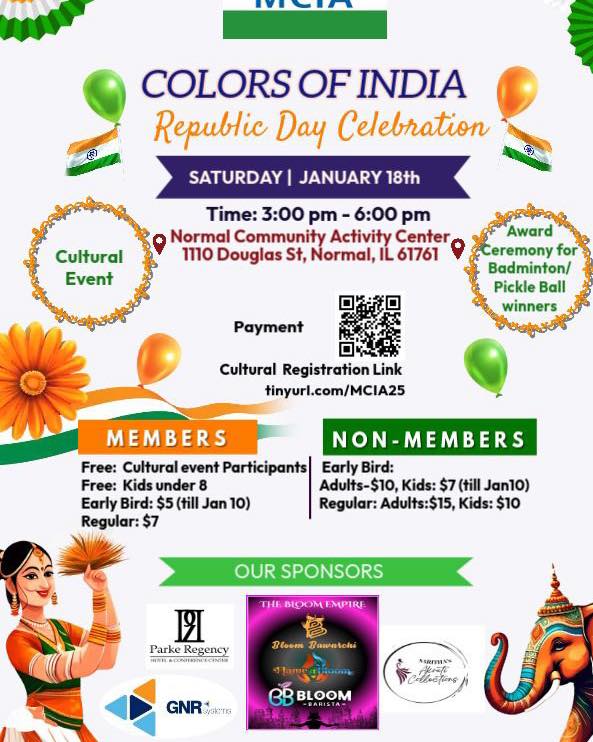 MCIA
COLORS OF INDIA
Republic Day Celebration
SATURDAY | JANUARY 18th
Time: 3:00 pm - 6:00 pm
Normal Community Activity Center
1110 Douglas St, Normal, IL 61761
Cultural
Event
Award
Ceremony for
Badminton/
Pickle Ball
winners
Payment
Cultural Registration Link
tinyurl.com/MCIA25
MEMBERS
Free: Cultural event Participants
Free: Kids under 8
Early Bird: $5 (till Jan 10)
Regular: $7
NON-MEMBERS
Early Bird:
Adults-$10, Kids: $7 (till Jan10)
Regular: Adults:$15, Kids: $10
OUR SPONSORS
Parke Regency
HOTEL & CONFERENCE CENTER
GNR Systems
THE BLOOM EMPIRE
Bloom Bawarchi
BLOOM
-BARISTA-
Akriti
Collections